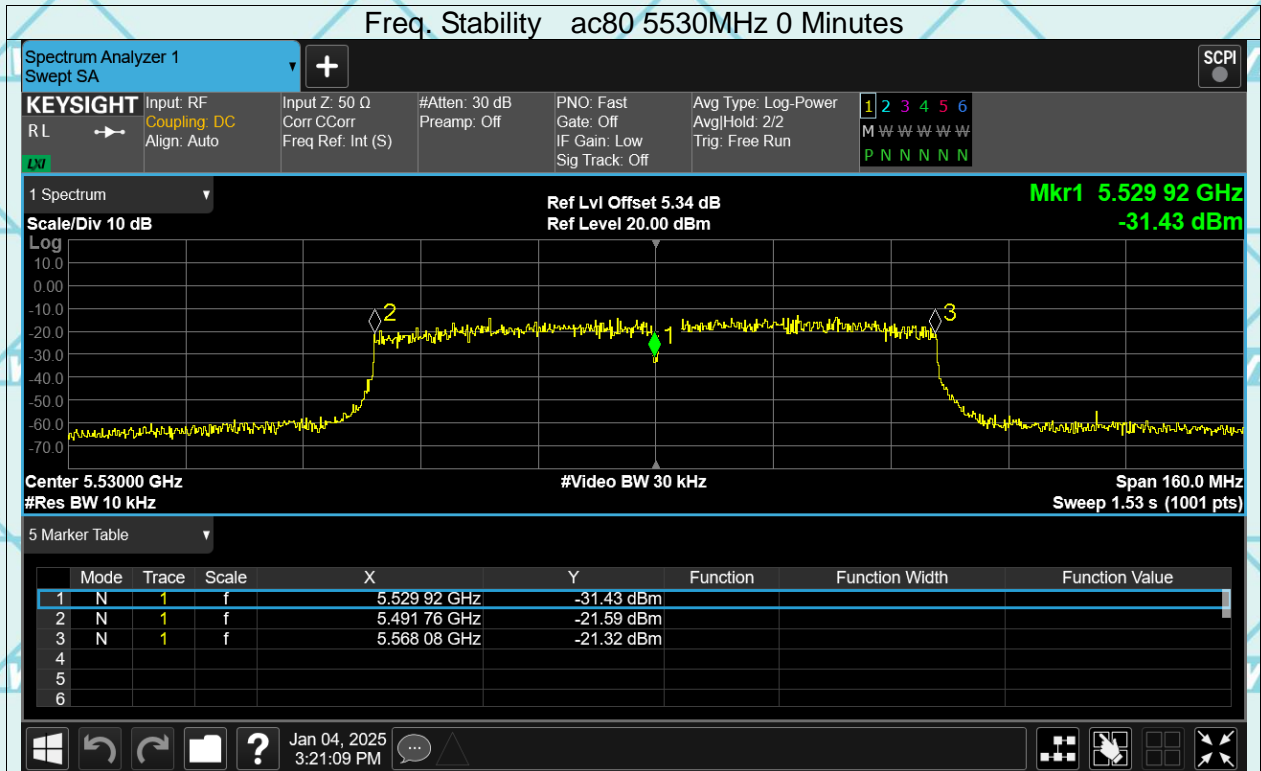 Freq. Stability ac80 5530MHz 0 Minutes
Spectrum Analyzer 1
Swept SA
SCPI
KEYSIGHT
R L
LXI
Input: RF
Coupling: DC
Align: Auto
Input Z: 50 Ω
Corr CCorr
Freq Ref: Int (S)
#Atten: 30 dB
Preamp: Off
PNO: Fast
Gate: Off
IF Gain: Low
Sig Track: Off
Avg Type: Log-Power
Avg|Hold: 2/2
Trig: Free Run
1 2 3 4 5 6
M W W W W W
P N N N N N
1 Spectrum
Scale/Div 10 dB
Ref Lvl Offset 5.34 dB
Ref Level 20.00 dBm
Mkr1 5.529 92 GHz
-31.43 dBm
Log
10.0
0.00
-10.0
-20.0
-30.0
-40.0
-50.0
-60.0
-70.0
2
1
3
Center 5.53000 GHz
#Res BW 10 kHz
#Video BW 30 kHz
Span 160.0 MHz
Sweep 1.53 s (1001 pts)
5 Marker Table
Mode Trace Scale X Y Function Function Width Function Value
1 N 1 f 5.529 92 GHz -31.43 dBm
2 N 1 f 5.491 76 GHz -21.59 dBm
3 N 1 f 5.568 08 GHz -21.32 dBm
4
5
6
Jan 04, 2025
3:21:09 PM